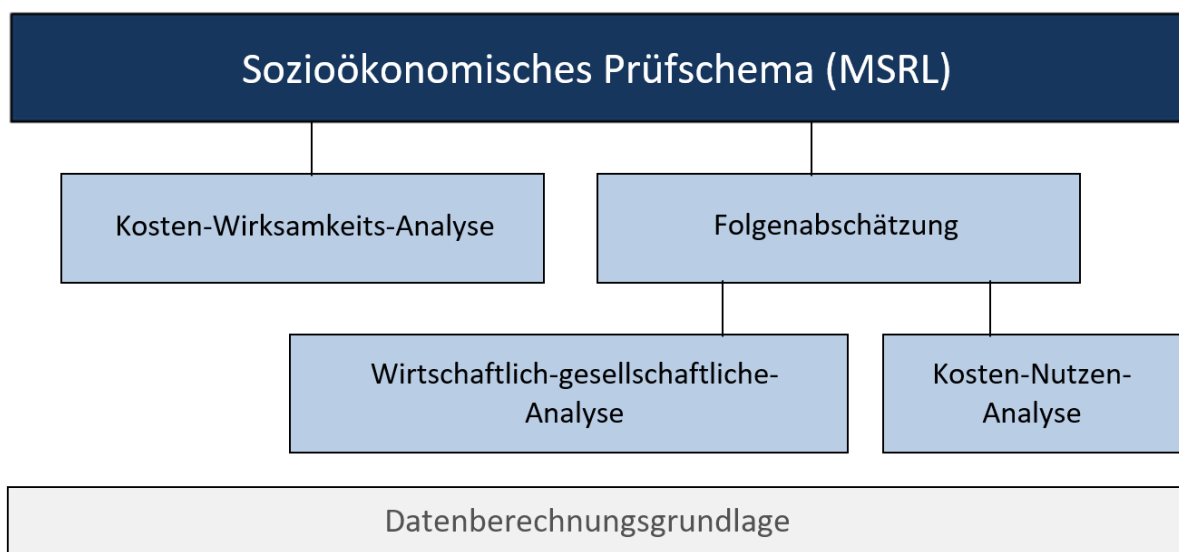 Sozioökonomisches Prüfschema (MSRL)
Kosten-Wirksamkeits-Analyse
Folgenabschätzung
Wirtschaftlich-gesellschaftliche-
Analyse
Kosten-Nutzen-
Analyse
Datenberechnungsgrundlage